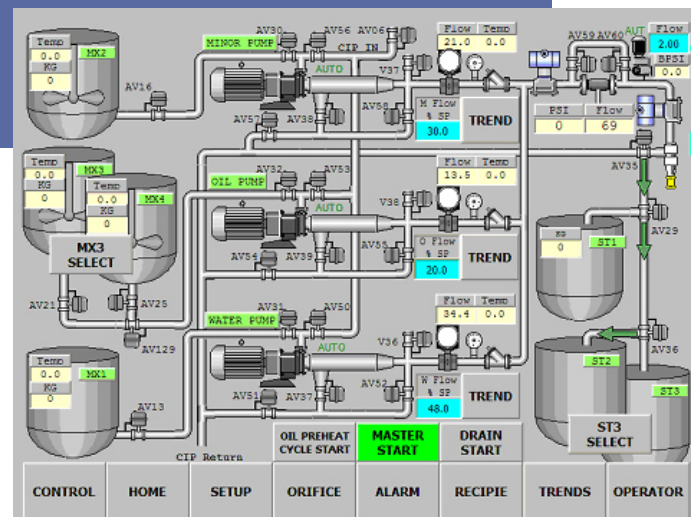 AV30 AV56 AV06
MINOR PUMP
CIP IN
Flow Temp
21.0 0.0
AV59 AV60 AUT Flow
2.00
BPSI
0.0
Temp
0.0
KG
0
MX2
AUTO
V37
AV16
PSI Flow
0 69
AV57 AV38 AV58
M Flow
% SP
30.0
TREND
Temp
0.0
KG
0
MX3
Temp
0.0
KG
0
MX4
AV32 AV53
OIL PUMP
AUTO
Flow Temp
13.5 0.0
AV35
V38
MX3
SELECT
AV54 AV39 AV55
O Flow
% SP
20.0
TREND
KG
0
ST1
AV29
AV21 AV25
AV129
AV31 AV50
WATER PUMP
AUTO
Flow Temp
34.4 0.0
V36
AV36
Temp
0.0
KG
0
MX1
ST2
ST3
AV13
AV51 AV37 AV52
W Flow
% SP
48.0
TREND
ST3
SELECT
CIP Return
OIL PREHEAT
CYCLE START
MASTER
START
DRAIN
START
CONTROL HOME SETUP ORIFICE ALARM RECIPIE TRENDS OPERATOR